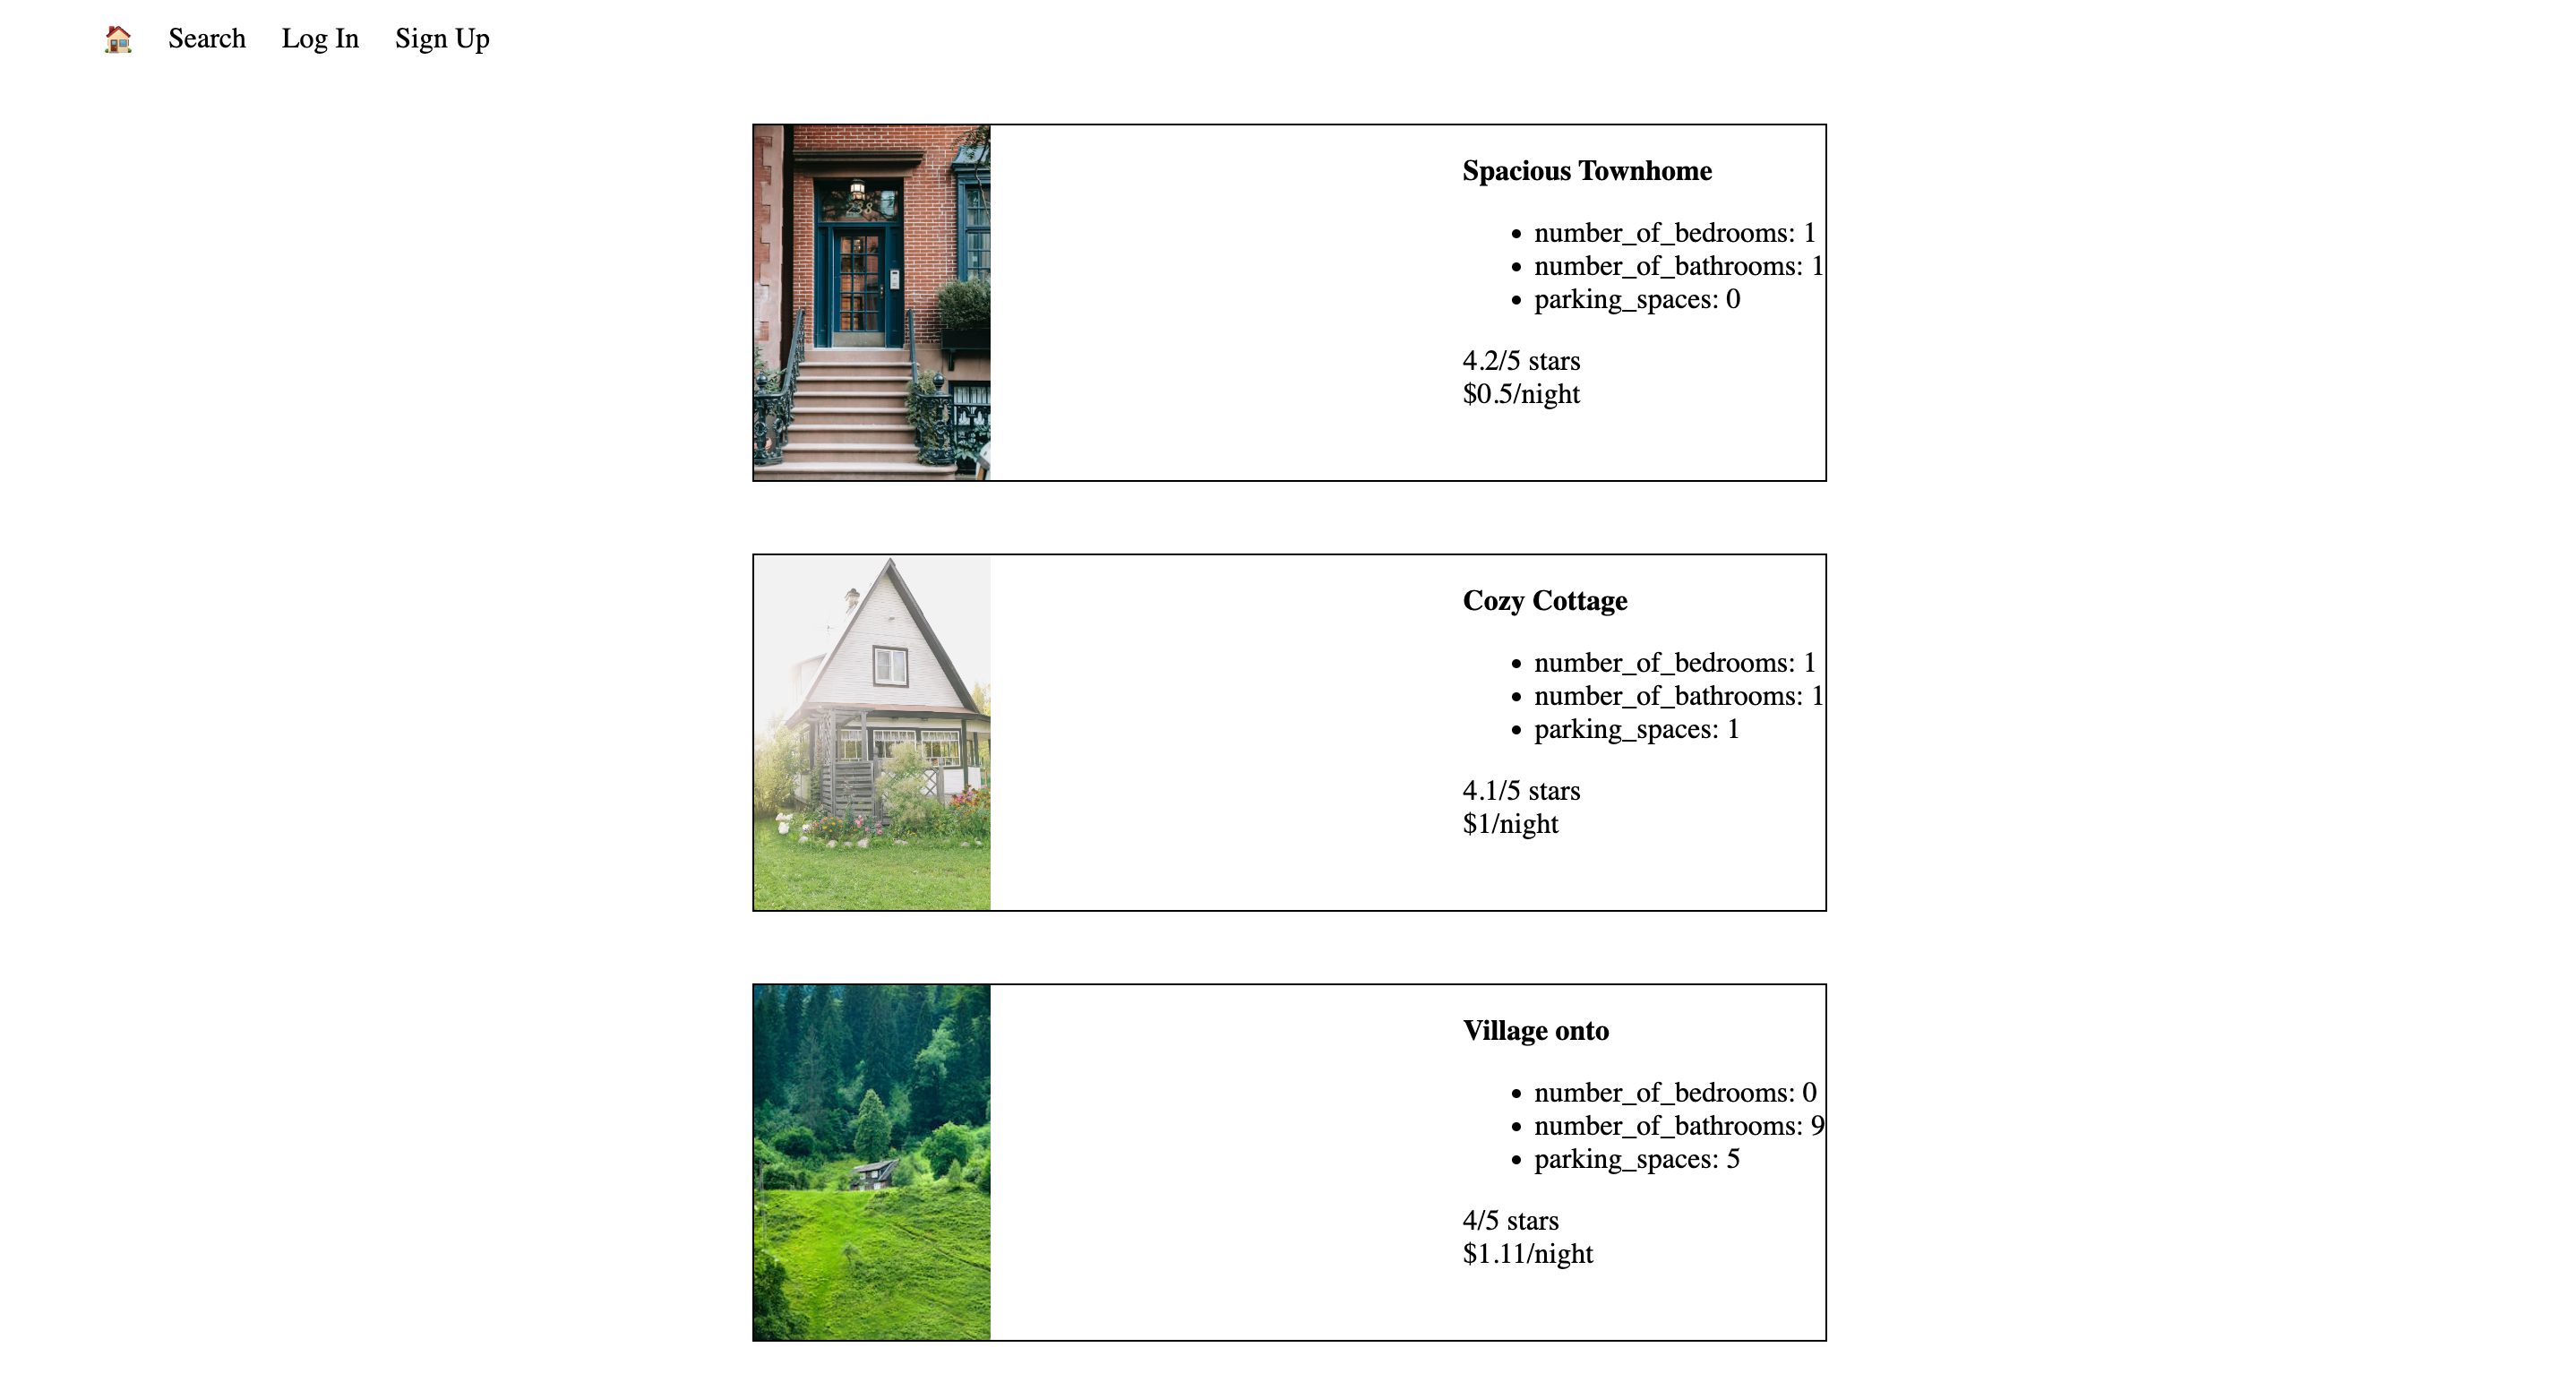 Search Log In Sign Up
238
Spacious Townhome
number_of_bedrooms: 1
number_of_bathrooms: 1
parking_spaces: 0
4.2/5 stars
$0.5/night
Cozy Cottage
number_of_bedrooms: 1
number_of_bathrooms: 1
parking_spaces: 1
4.1/5 stars
$1/night
Village onto
number_of_bedrooms: 0
number_of_bathrooms: 9
parking_spaces: 5
4/5 stars
$1.11/night